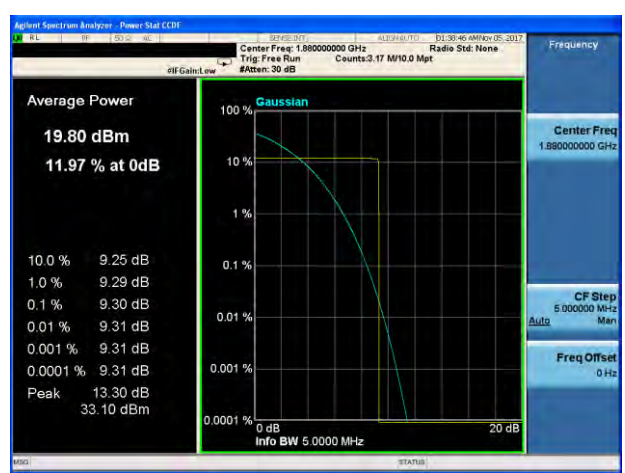 Agilent Spectrum Analyzer - Power Stat CCDF
RL RF 50 Ω AC SENSE:INT ALIGN AUTO 01:38:46 AM Nov 05, 2017
Center Freq: 1.880000000 GHz Radio Std: None
Trig: Free Run Counts:3.17 M/10.0 Mpt
#IFGain:Low #Atten: 30 dB
Frequency
Average Power
19.80 dBm
11.97 % at 0dB
10.0 % 9.25 dB
1.0 % 9.29 dB
0.1 % 9.30 dB
0.01 % 9.31 dB
0.001 % 9.31 dB
0.0001 % 9.31 dB
Peak 13.30 dB
33.10 dBm
Gaussian
100 %
10 %
1 %
0.1 %
0.01 %
0.001 %
0.0001 %
0 dB 20 dB
Info BW 5.0000 MHz
Center Freq
1.880000000 GHz
CF Step
5.000000 MHz
Auto Man
Freq Offset
0 Hz
MSG STATUS